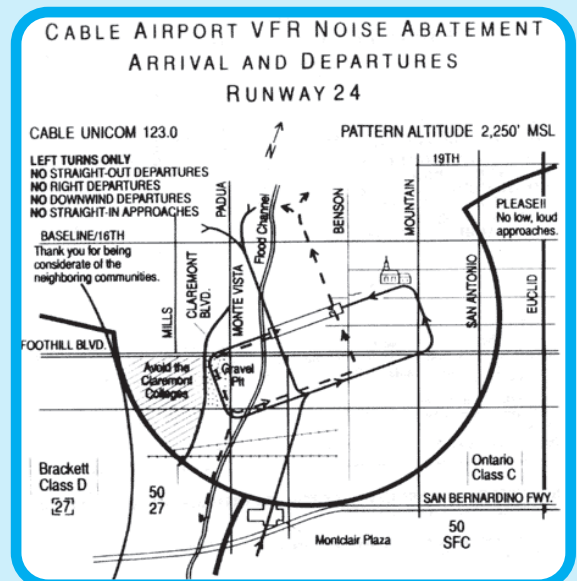 CABLE AIRPORT VFR NOISE ABATEMENT
ARRIVAL AND DEPARTURES
RUNWAY 24
CABLE UNICOM 123.0
PATTERN ALTITUDE 2,250' MSL
N
LEFT TURNS ONLY
NO STRAIGHT-OUT DEPARTURES
NO RIGHT DEPARTURES
NO DOWNWIND DEPARTURES
NO STRAIGHT-IN APPROACHES
19TH
PADUA
Flood Channel
BENSON
MOUNTAIN
PLEASE!!
No low, loud
approaches.
BASELINE/16TH
Thank you for being
considerate of the
neighboring communities.
MILLS
CLAREMONT
BLVD.
MONTE VISTA
SAN ANTONIO
EUCLID
FOOTHILL BLVD.
Avoid the
Claremont
Colleges
Gravel
Pit
Brackett
Class D
27
50
27
Ontario
Class C
SAN BERNARDINO FWY.
Montclair Plaza
50
SFC